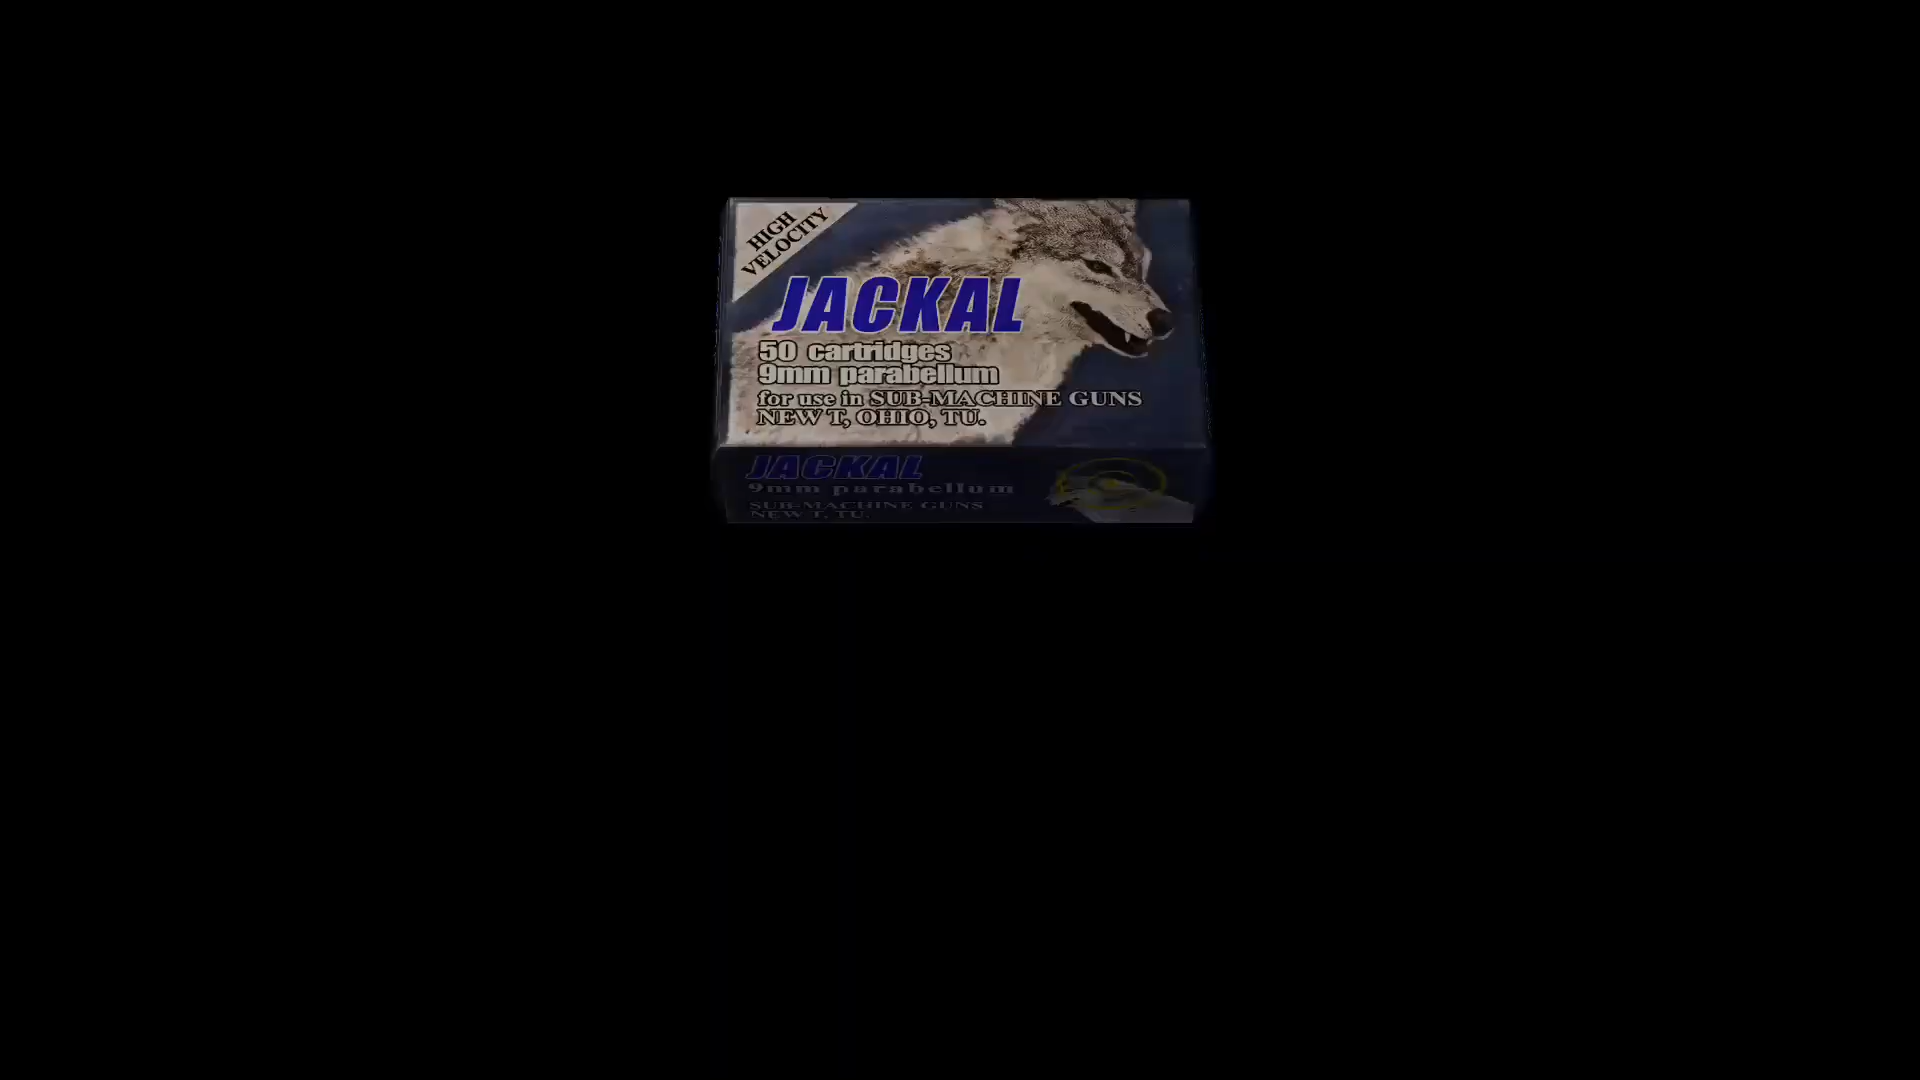 HIGH
VELOCITY
JACKAL
50 cartridges
9mm parabellum
for use in SUB-MACHINE GUNS
NEW T, OHIO, TU.
JACKAL
9mm parabellum
SUB-MACHINE GUNS
NEW T, TU.